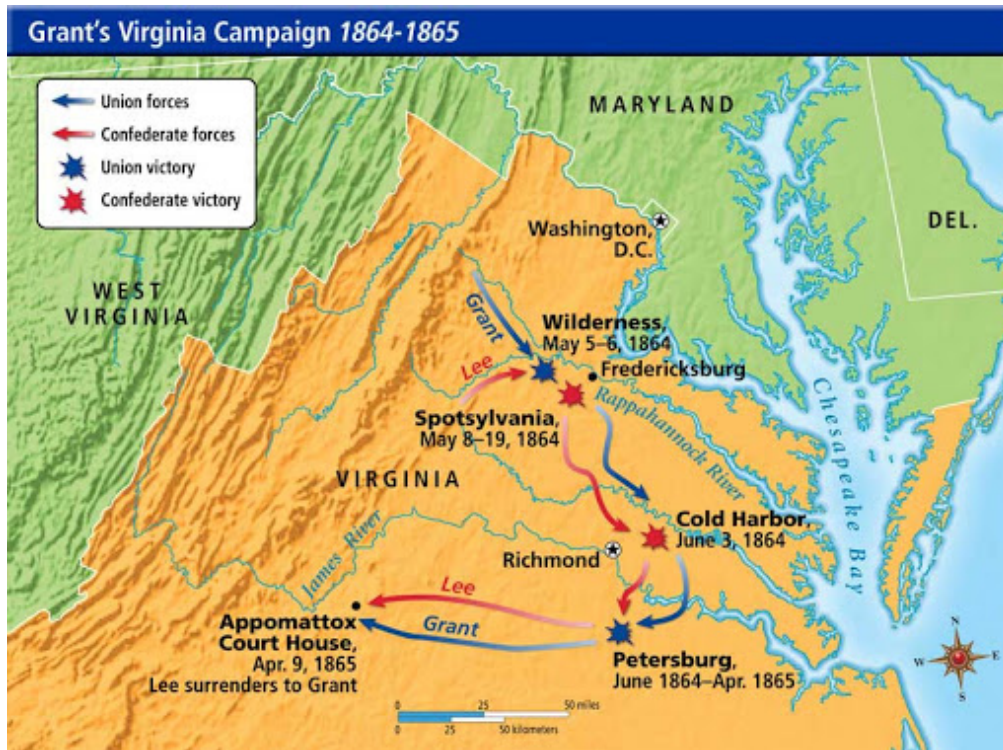 Grant's Virginia Campaign 1864-1865
Union forces
Confederate forces
Union victory
Confederate victory
MARYLAND
DEL.
WEST
VIRGINIA
Washington,
D.C.
Grant
Wilderness,
May 5–6, 1864
Lee
Fredericksburg
Rappahannock River
Spotsylvania,
May 8–19, 1864
Chesapeake Bay
VIRGINIA
Cold Harbor,
June 3, 1864
James River
Richmond
Lee
Grant
Appomattox
Court House,
Apr. 9, 1865
Lee surrenders to Grant
Petersburg,
June 1864–Apr. 1865
N
W
E
S
0 25 50 miles
0 25 50 kilometers